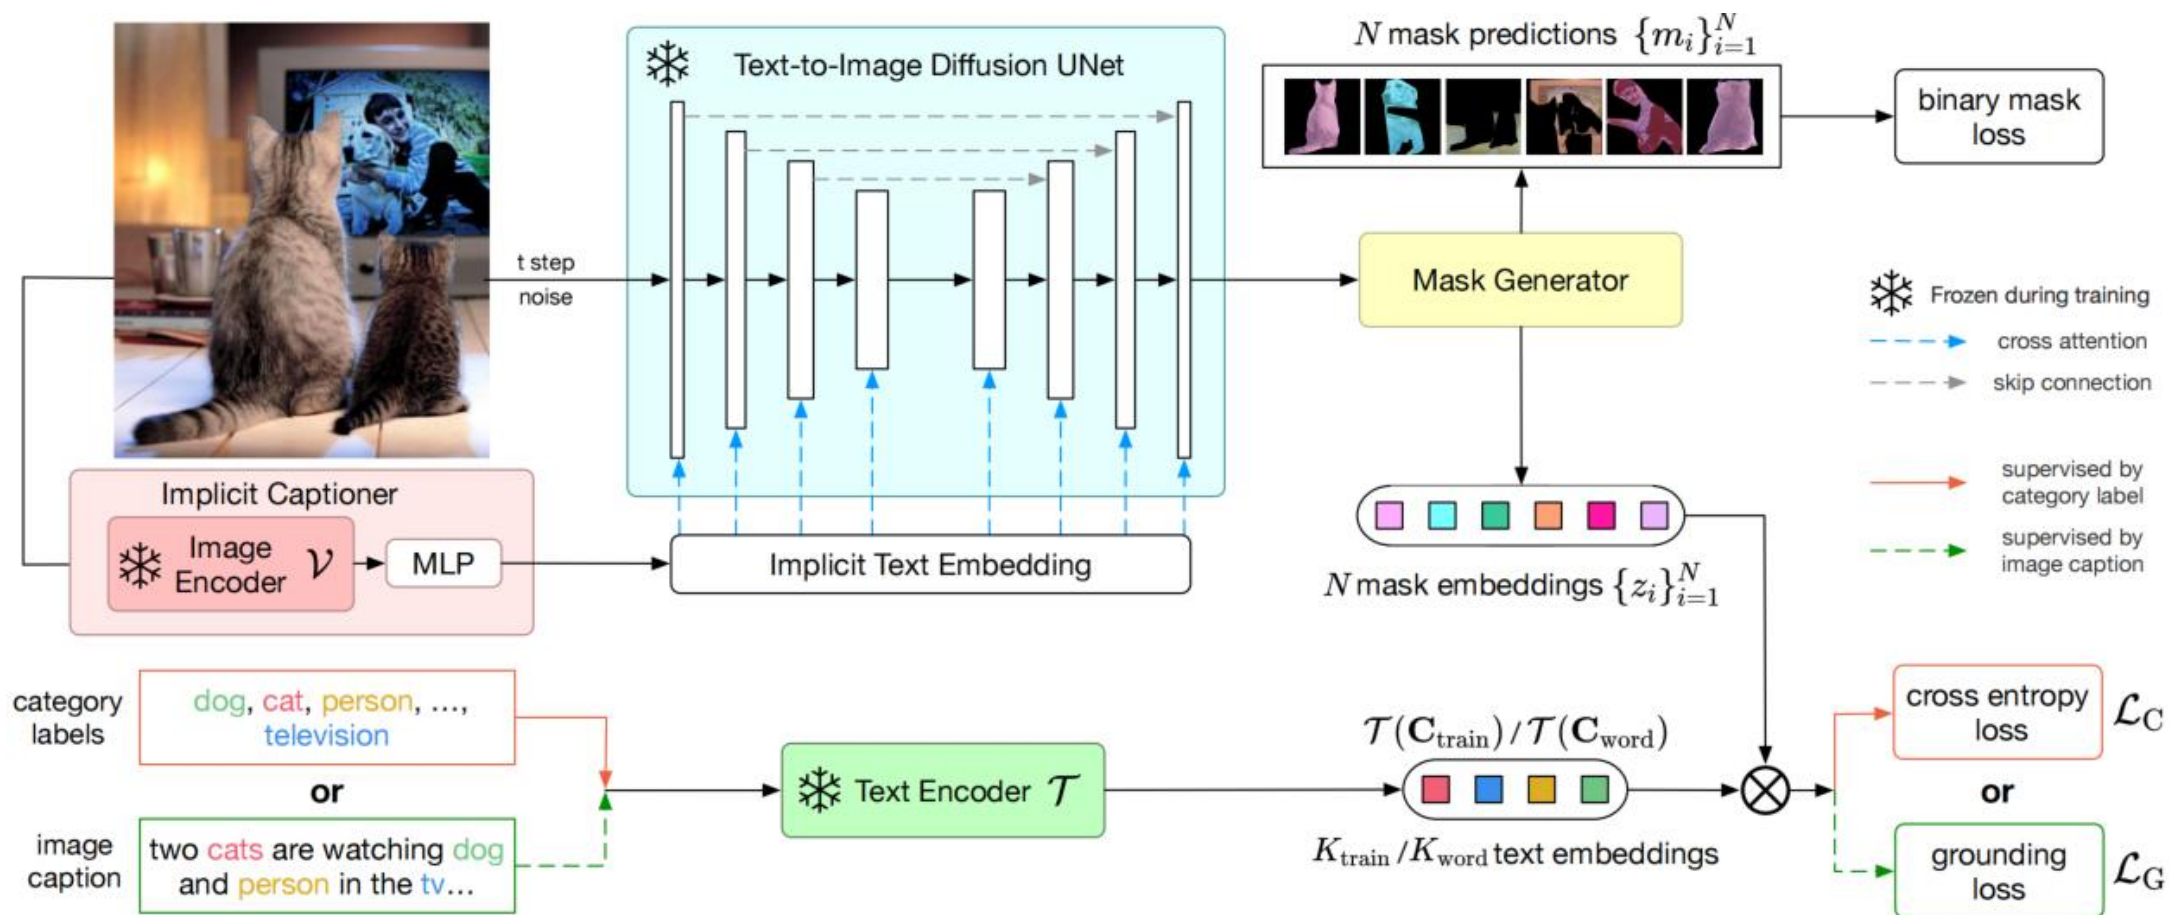 N mask predictions {m_i}_{i=1}^N
Text-to-Image Diffusion UNet
binary mask
loss
t step
noise
Mask Generator
Frozen during training
cross attention
skip connection
supervised by
category label
supervised by
image caption
Implicit Captioner
Image
Encoder 𝒱
MLP
Implicit Text Embedding
N mask embeddings {z_i}_{i=1}^N
category
labels
dog, cat, person, ...,
television
or
image
caption
two cats are watching dog
and person in the tv...
Text Encoder 𝒯
𝒯(C_train)/𝒯(C_word)
K_train/K_word text embeddings
cross entropy
loss
ℒ_C
or
grounding
loss
ℒ_G